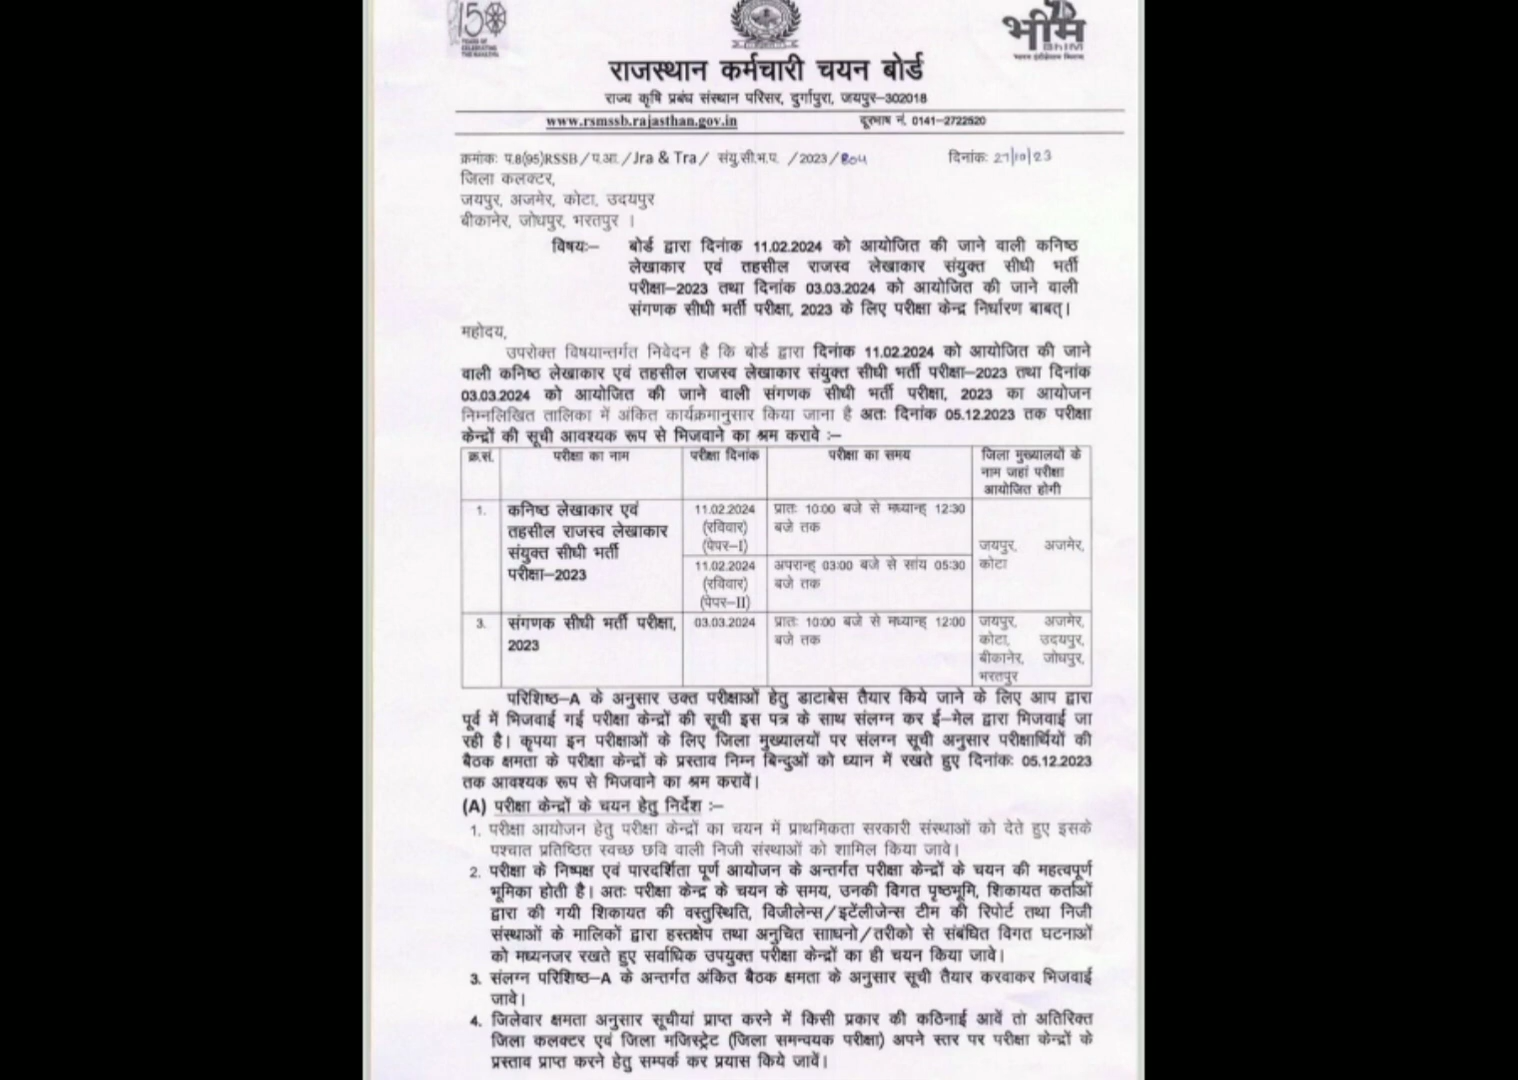 150
YEARS OF
CELEBRATING
THE MAHATMA
भीम
BHIM
राजस्थान कर्मचारी चयन बोर्ड
राज्य कृषि प्रबंध संस्थान परिसर, दुर्गापुरा, जयपुर–302018
www.rsmssb.rajasthan.gov.in दूरभाष नं. 0141–2722520
क्रमांकः प.8(95)RSSB/प.आ./Jra & Tra/ संयु.सी.भ.प. /2023/804 दिनांकः 27/10/23
जिला कलक्टर,
जयपुर, अजमेर, कोटा, उदयपुर
बीकानेर, जोधपुर, भरतपुर ।
विषयः– बोर्ड द्वारा दिनांक 11.02.2024 को आयोजित की जाने वाली कनिष्ठ
लेखाकार एवं तहसील राजस्व लेखाकार संयुक्त सीधी भर्ती
परीक्षा–2023 तथा दिनांक 03.03.2024 को आयोजित की जाने वाली
संगणक सीधी भर्ती परीक्षा, 2023 के लिए परीक्षा केन्द्र निर्धारण बाबत्।
महोदय,
उपरोक्त विषयान्तर्गत निवेदन है कि बोर्ड द्वारा दिनांक 11.02.2024 को आयोजित की जाने
वाली कनिष्ठ लेखाकार एवं तहसील राजस्व लेखाकार संयुक्त सीधी भर्ती परीक्षा–2023 तथा दिनांक
03.03.2024 को आयोजित की जाने वाली संगणक सीधी भर्ती परीक्षा, 2023 का आयोजन
निम्नलिखित तालिका में अंकित कार्यक्रमानुसार किया जाना है अतः दिनांक 05.12.2023 तक परीक्षा
केन्द्रों की सूची आवश्यक रूप से भिजवाने का श्रम करावे :–
क्र.सं. परीक्षा का नाम परीक्षा दिनांक परीक्षा का समय जिला मुख्यालयों के
नाम जहां परीक्षा
आयोजित होगी
1. कनिष्ठ लेखाकार एवं 11.02.2024 प्रातः 10:00 बजे से मध्यान्ह् 12:30
तहसील राजस्व लेखाकार (रविवार) बजे तक
संयुक्त सीधी भर्ती (पेपर–I) जयपुर, अजमेर,
परीक्षा–2023 11.02.2024 अपरान्ह् 03:00 बजे से सांय 05:30 कोटा
(रविवार) बजे तक
(पेपर–II)
3. संगणक सीधी भर्ती परीक्षा, 03.03.2024 प्रातः 10:00 बजे से मध्यान्ह् 12:00 जयपुर, अजमेर,
2023 बजे तक कोटा, उदयपुर,
बीकानेर, जोधपुर,
भरतपुर
परिशिष्ठ–A के अनुसार उक्त परीक्षाओं हेतु डाटाबेस तैयार किये जाने के लिए आप द्वारा
पूर्व में भिजवाई गई परीक्षा केन्द्रों की सूची इस पत्र के साथ संलग्न कर ई–मेल द्वारा भिजवाई जा
रही है। कृपया इन परीक्षाओं के लिए जिला मुख्यालयों पर संलग्न सूची अनुसार परीक्षार्थियों की
बैठक क्षमता के परीक्षा केन्द्रों के प्रस्ताव निम्न बिन्दुओं को ध्यान में रखते हुए दिनांकः 05.12.2023
तक आवश्यक रूप से भिजवाने का श्रम करावें।
(A) परीक्षा केन्द्रों के चयन हेतु निर्देश :–
1. परीक्षा आयोजन हेतु परीक्षा केन्द्रों का चयन में प्राथमिकता सरकारी संस्थाओं को देते हुए इसके
पश्चात प्रतिष्ठित स्वच्छ छवि वाली निजी संस्थाओं को शामिल किया जावे।
2. परीक्षा के निष्पक्ष एवं पारदर्शिता पूर्ण आयोजन के अन्तर्गत परीक्षा केन्द्रों के चयन की महत्वपूर्ण
भूमिका होती है। अतः परीक्षा केन्द्र के चयन के समय, उनकी विगत पृष्ठभूमि, शिकायत कर्ताओं
द्वारा की गयी शिकायत की वस्तुस्थिति, विजीलेन्स/इटेंलीजेन्स टीम की रिपोर्ट तथा निजी
संस्थाओं के मालिकों द्वारा हस्तक्षेप तथा अनुचित सााधनो/तरीको से संबंधित विगत घटनाओं
को मध्यनजर रखते हुए सर्वाधिक उपयुक्त परीक्षा केन्द्रों का ही चयन किया जावे।
3. संलग्न परिशिष्ठ–A के अन्तर्गत अंकित बैठक क्षमता के अनुसार सूची तैयार करवाकर भिजवाई
जावे।
4. जिलेवार क्षमता अनुसार सूचीयां प्राप्त करने में किसी प्रकार की कठिनाई आवें तो अतिरिक्त
जिला कलक्टर एवं जिला मजिस्ट्रेट (जिला समन्वयक परीक्षा) अपने स्तर पर परीक्षा केन्द्रों के
प्रस्ताव प्राप्त करने हेतु सम्पर्क कर प्रयास किये जावें।